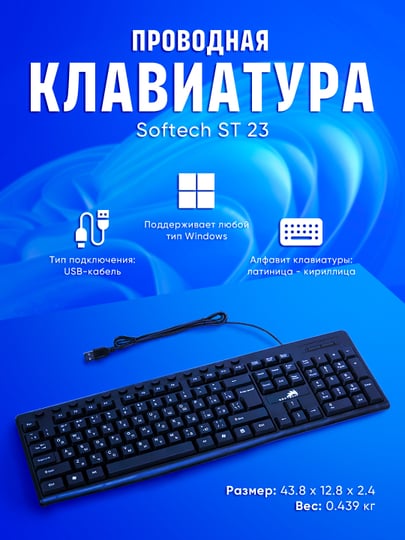 ПРОВОДНАЯ
КЛАВИАТУРА
Softech ST 23
Поддерживает любой
тип Windows
Тип подключения:
USB-кабель
Алфавит клавиатуры:
латиница - кириллица
Размер: 43.8 x 12.8 x 2.4
Вес: 0.439 кг